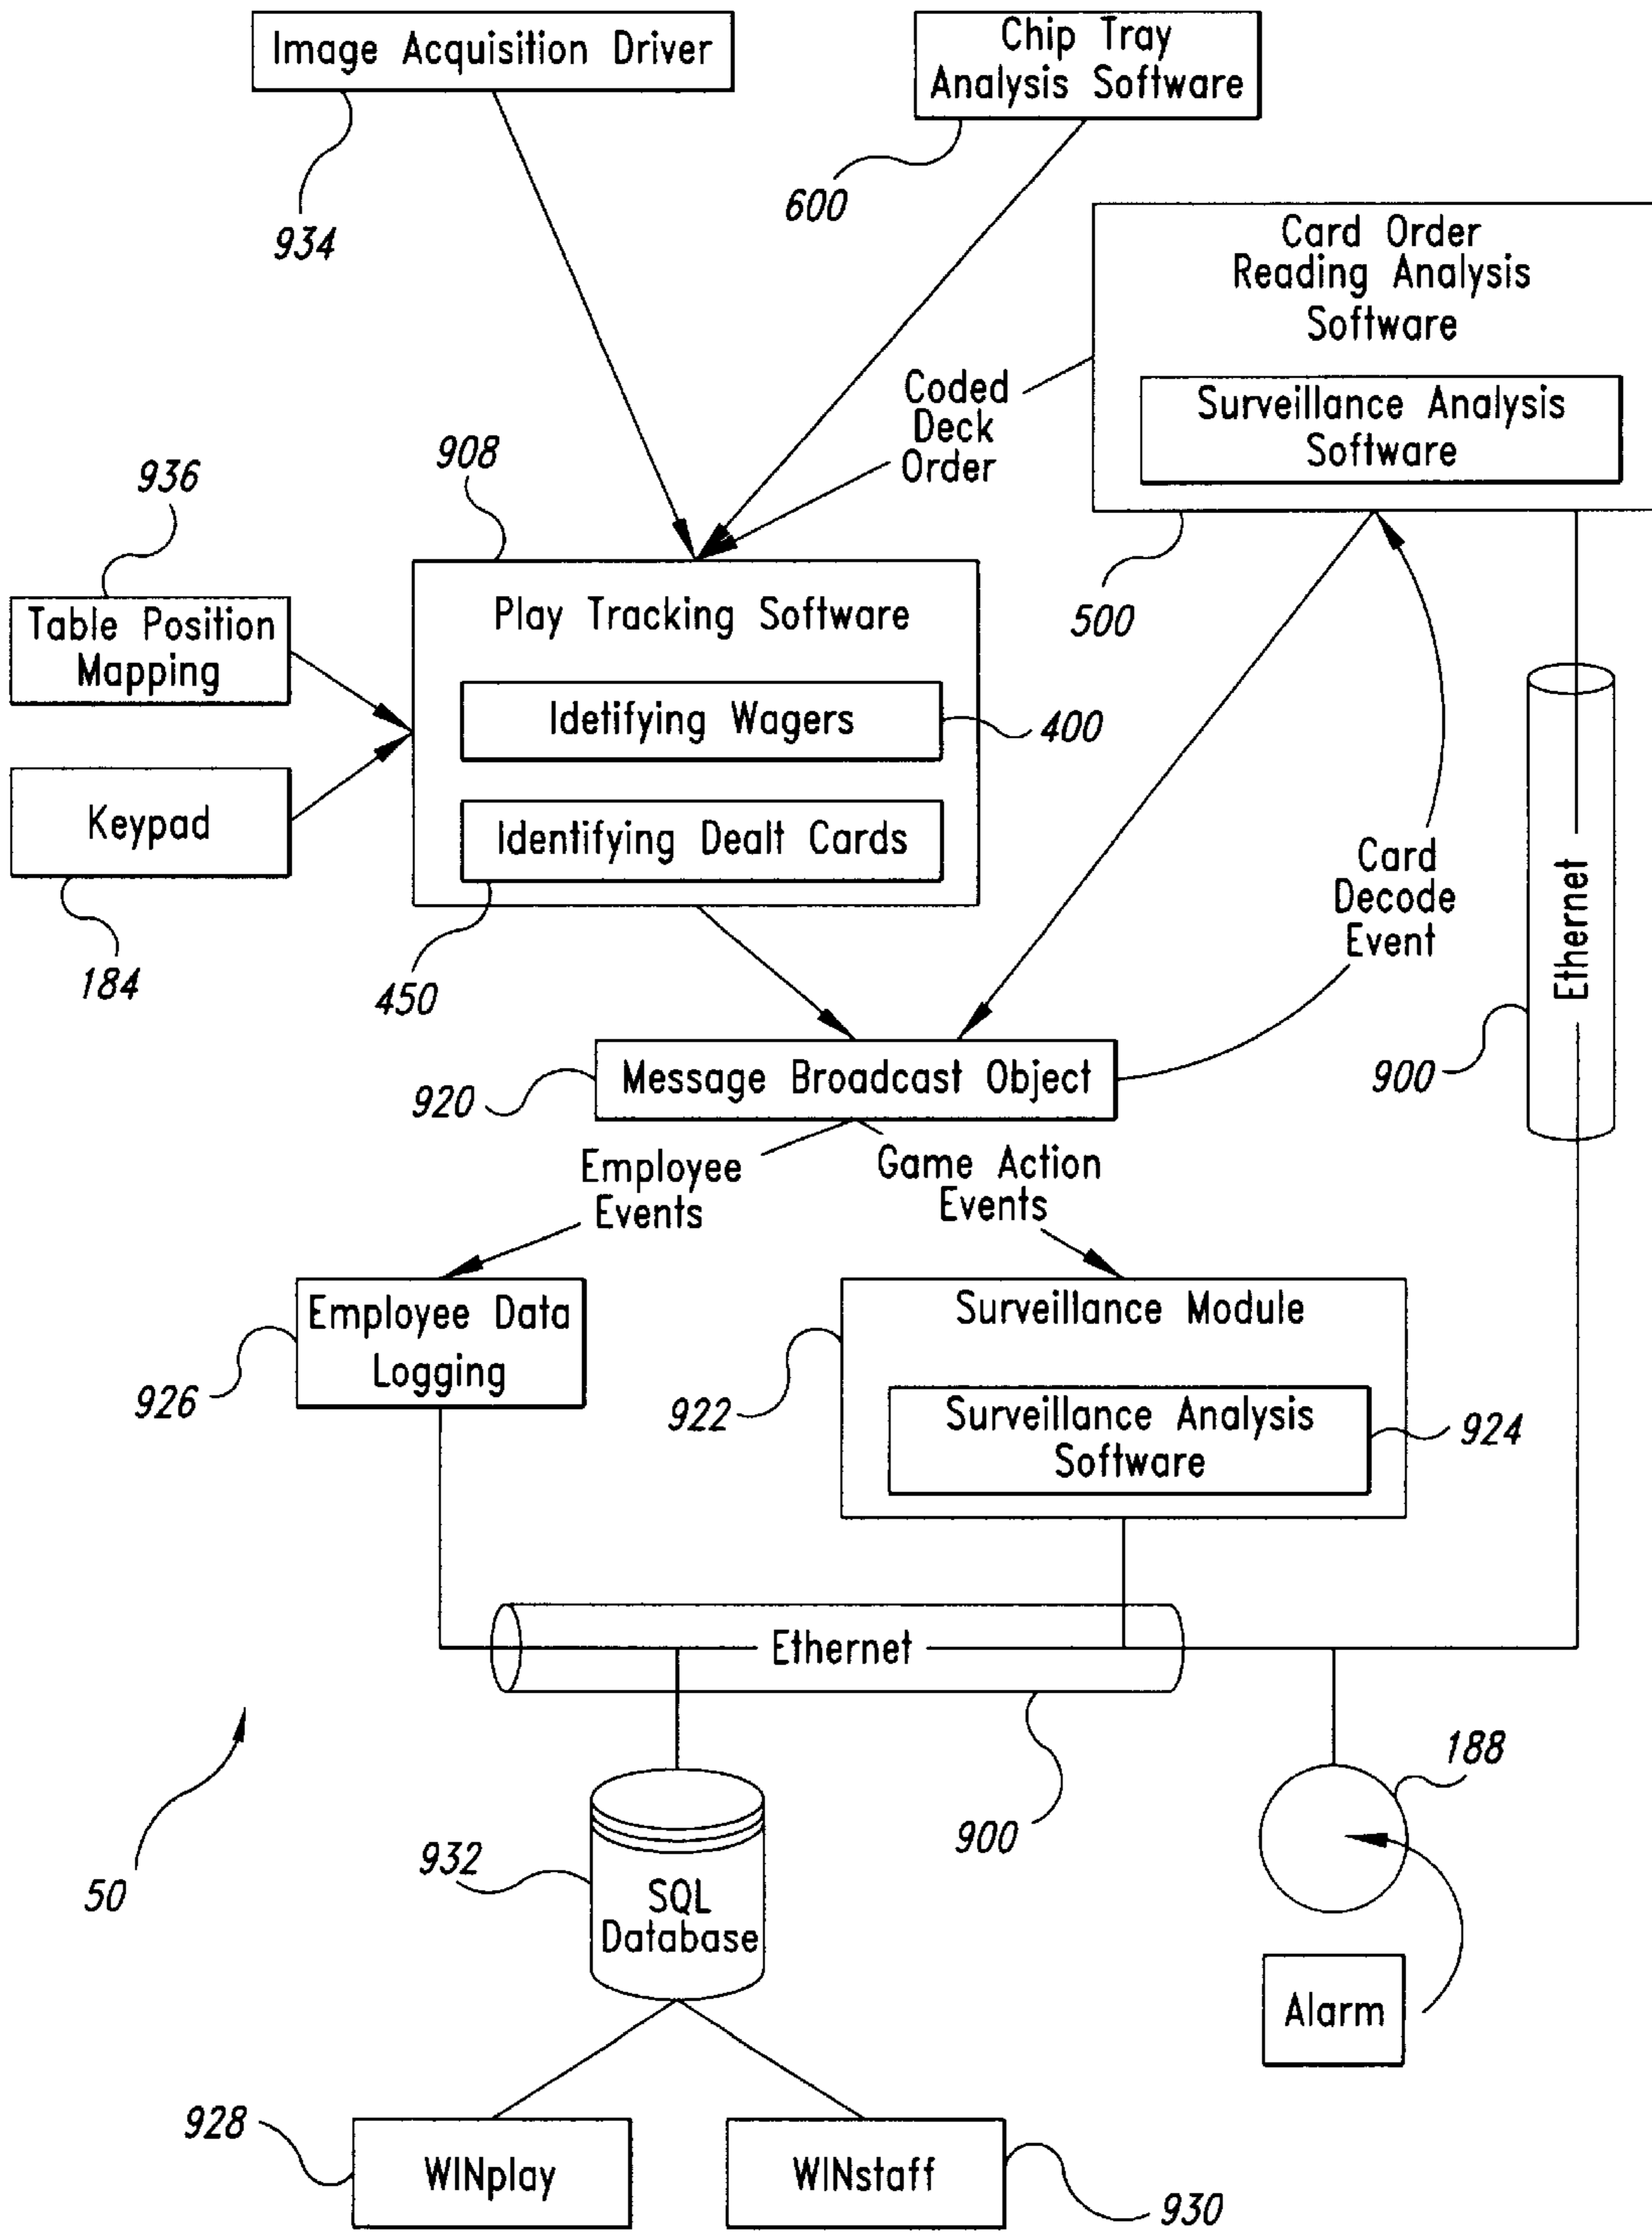 Image Acquisition Driver
Chip Tray
Analysis Software
934
600
Card Order
Reading Analysis
Software
Surveillance Analysis
Software
500
Coded
Deck
Order
908
936
Table Position
Mapping
Keypad
184
Play Tracking Software
Idetifying Wagers
400
Identifying Dealt Cards
450
Card
Decode
Event
Ethernet
900
Message Broadcast Object
920
Employee
Events
Game Action
Events
Employee Data
Logging
926
Surveillance Module
922
Surveillance Analysis
Software
924
Ethernet
900
50
932
SQL
Database
188
Alarm
928
WINplay
WINstaff
930